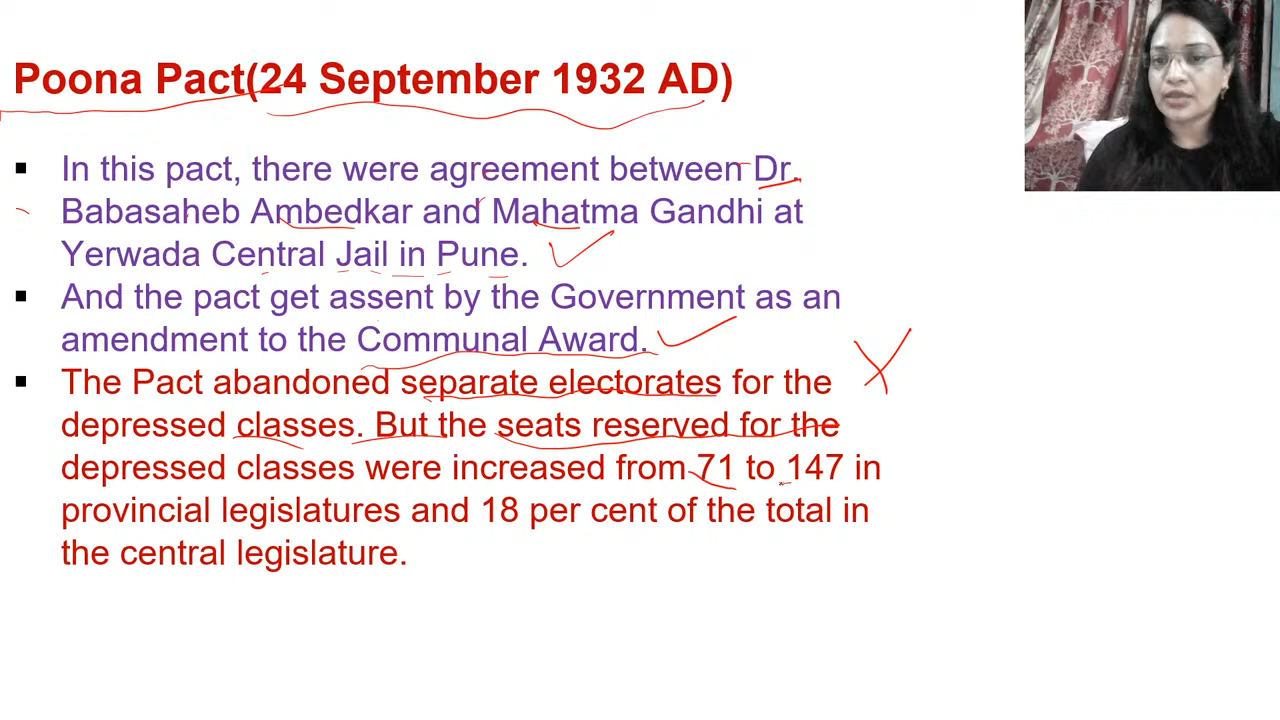 Poona Pact(24 September 1932 AD)
▪ In this pact, there were agreement between Dr.
Babasaheb Ambedkar and Mahatma Gandhi at
Yerwada Central Jail in Pune.
▪ And the pact get assent by the Government as an
amendment to the Communal Award.
▪ The Pact abandoned separate electorates for the
depressed classes. But the seats reserved for the
depressed classes were increased from 71 to 147 in
provincial legislatures and 18 per cent of the total in
the central legislature.